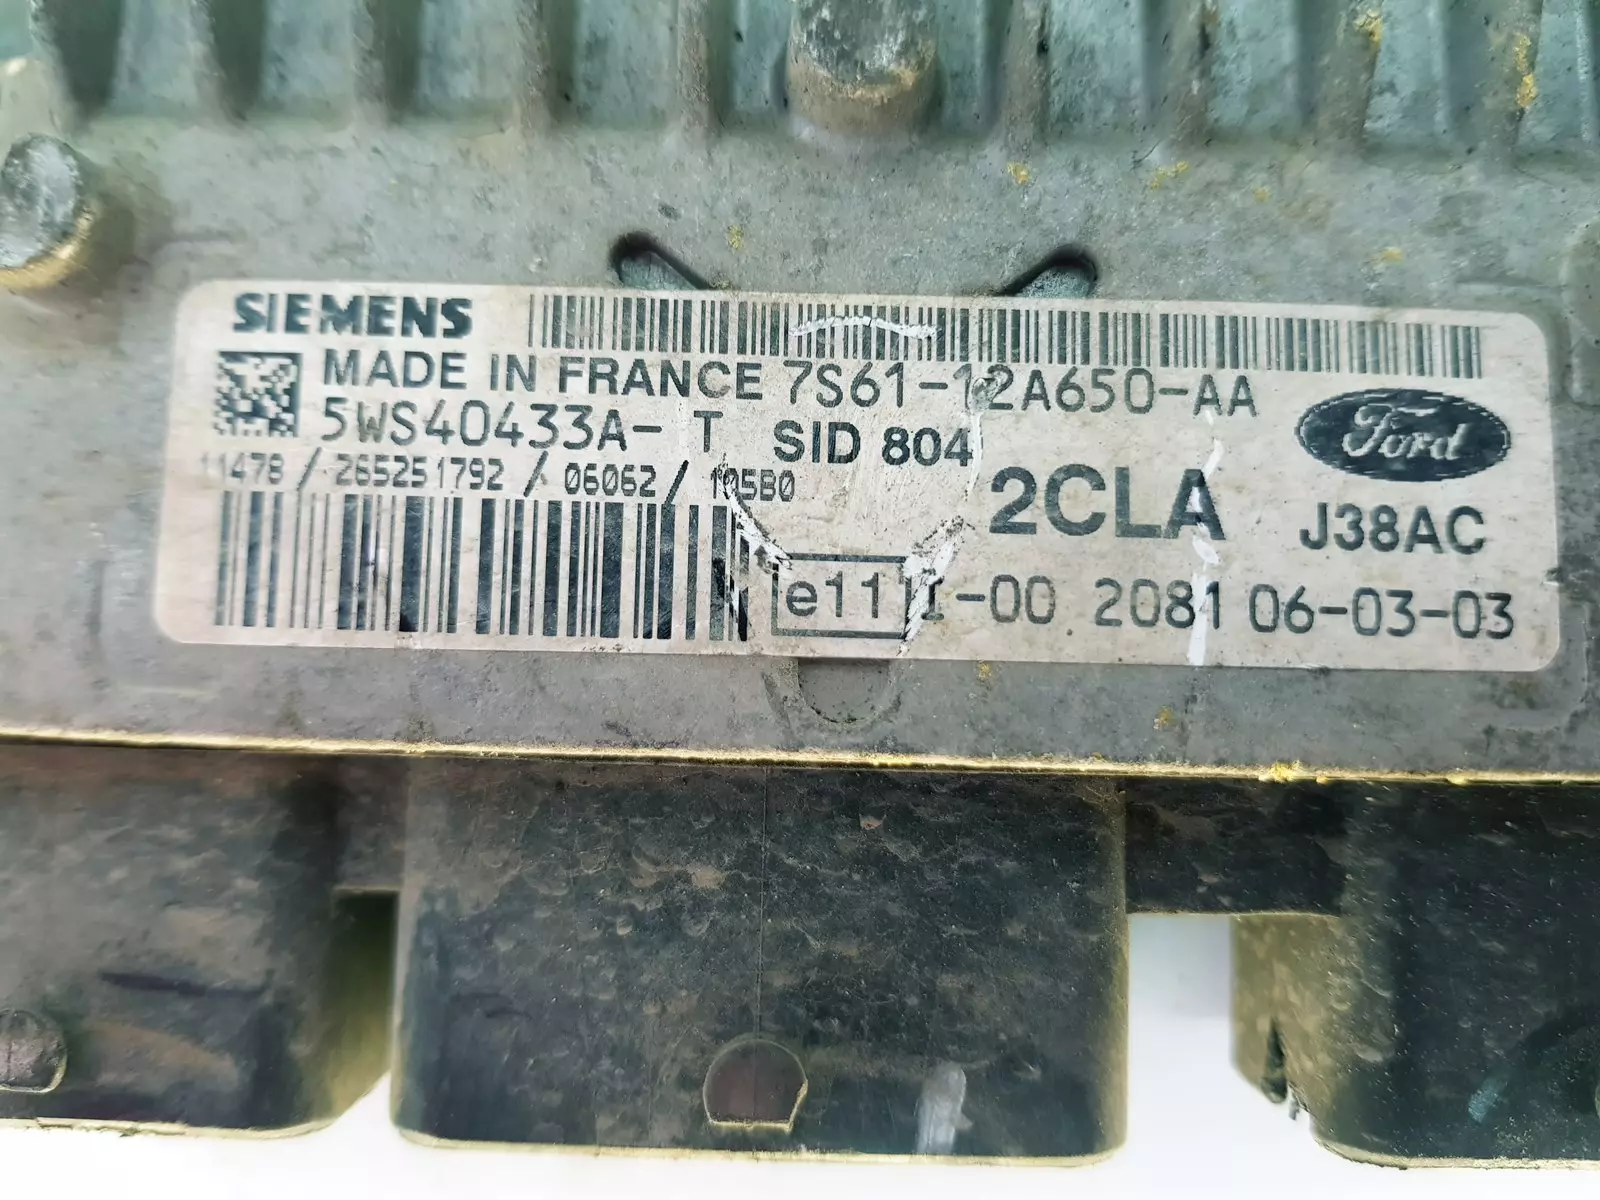 SIEMENS
MADE IN FRANCE 7S61-12A650-AA
5WS40433A- T SID 804
Ford
11478 / 265251792 / 06062 / 105B0
2CLA J38AC
e11 I-00 2081 06-03-03